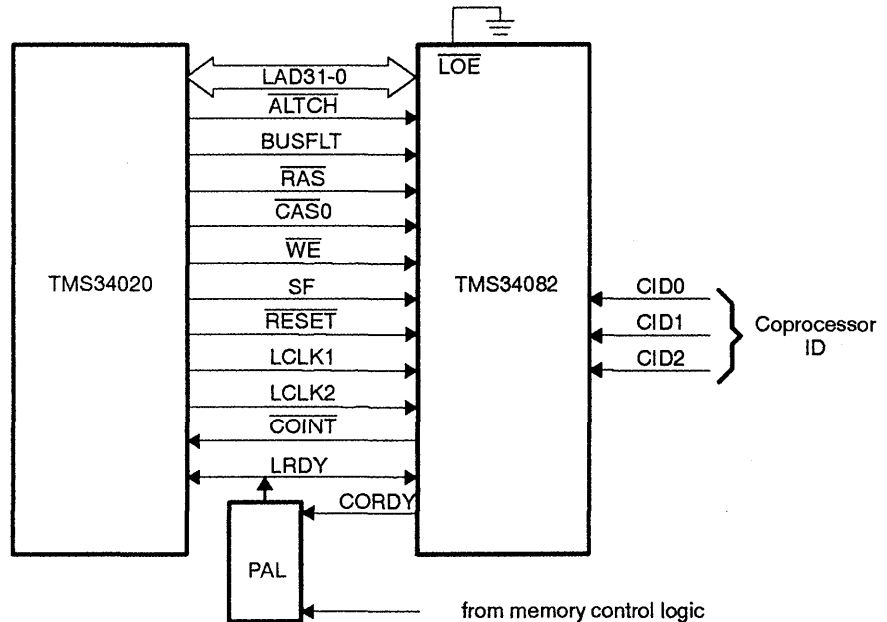 LOE
LAD31-0
ALTCH
BUSFLT
RAS
CAS0
WE
TMS34020
TMS34082
SF
CID0
RESET
CID1
Coprocessor
ID
LCLK1
CID2
LCLK2
COINT
LRDY
CORDY
PAL
from memory control logic